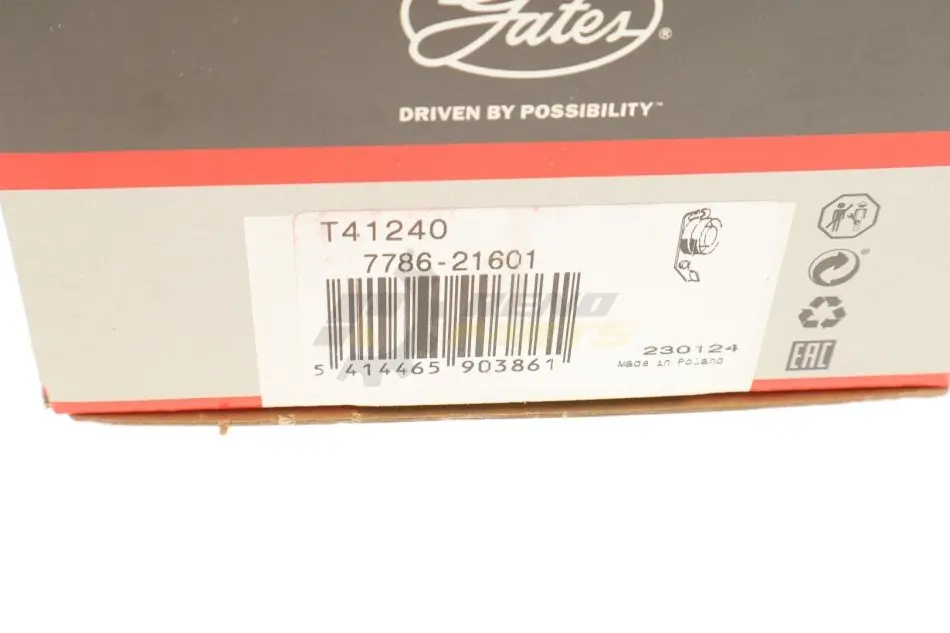 Gates®
DRIVEN BY POSSIBILITY™
T41240
7786-21601
5 414465 903861
230124
Made in Poland
EAC